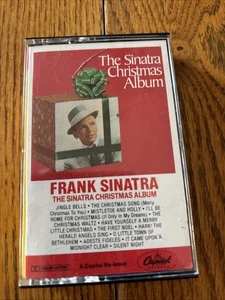 The Sinatra
Christmas
Album
FRANK SINATRA
THE SINATRA CHRISTMAS ALBUM
JINGLE BELLS • THE CHRISTMAS SONG (Merry
Christmas To You) • MISTLETOE AND HOLLY • I'LL BE
HOME FOR CHRISTMAS (If Only In My Dreams) • THE
CHRISTMAS WALTZ • HAVE YOURSELF A MERRY
LITTLE CHRISTMAS • THE FIRST NOEL • HARK! THE
HERALD ANGELS SING • O LITTLE TOWN OF
BETHLEHEM • ADESTE FIDELES • IT CAME UPON A
MIDNIGHT CLEAR • SILENT NIGHT
A Capitol Re-Issue
Capitol